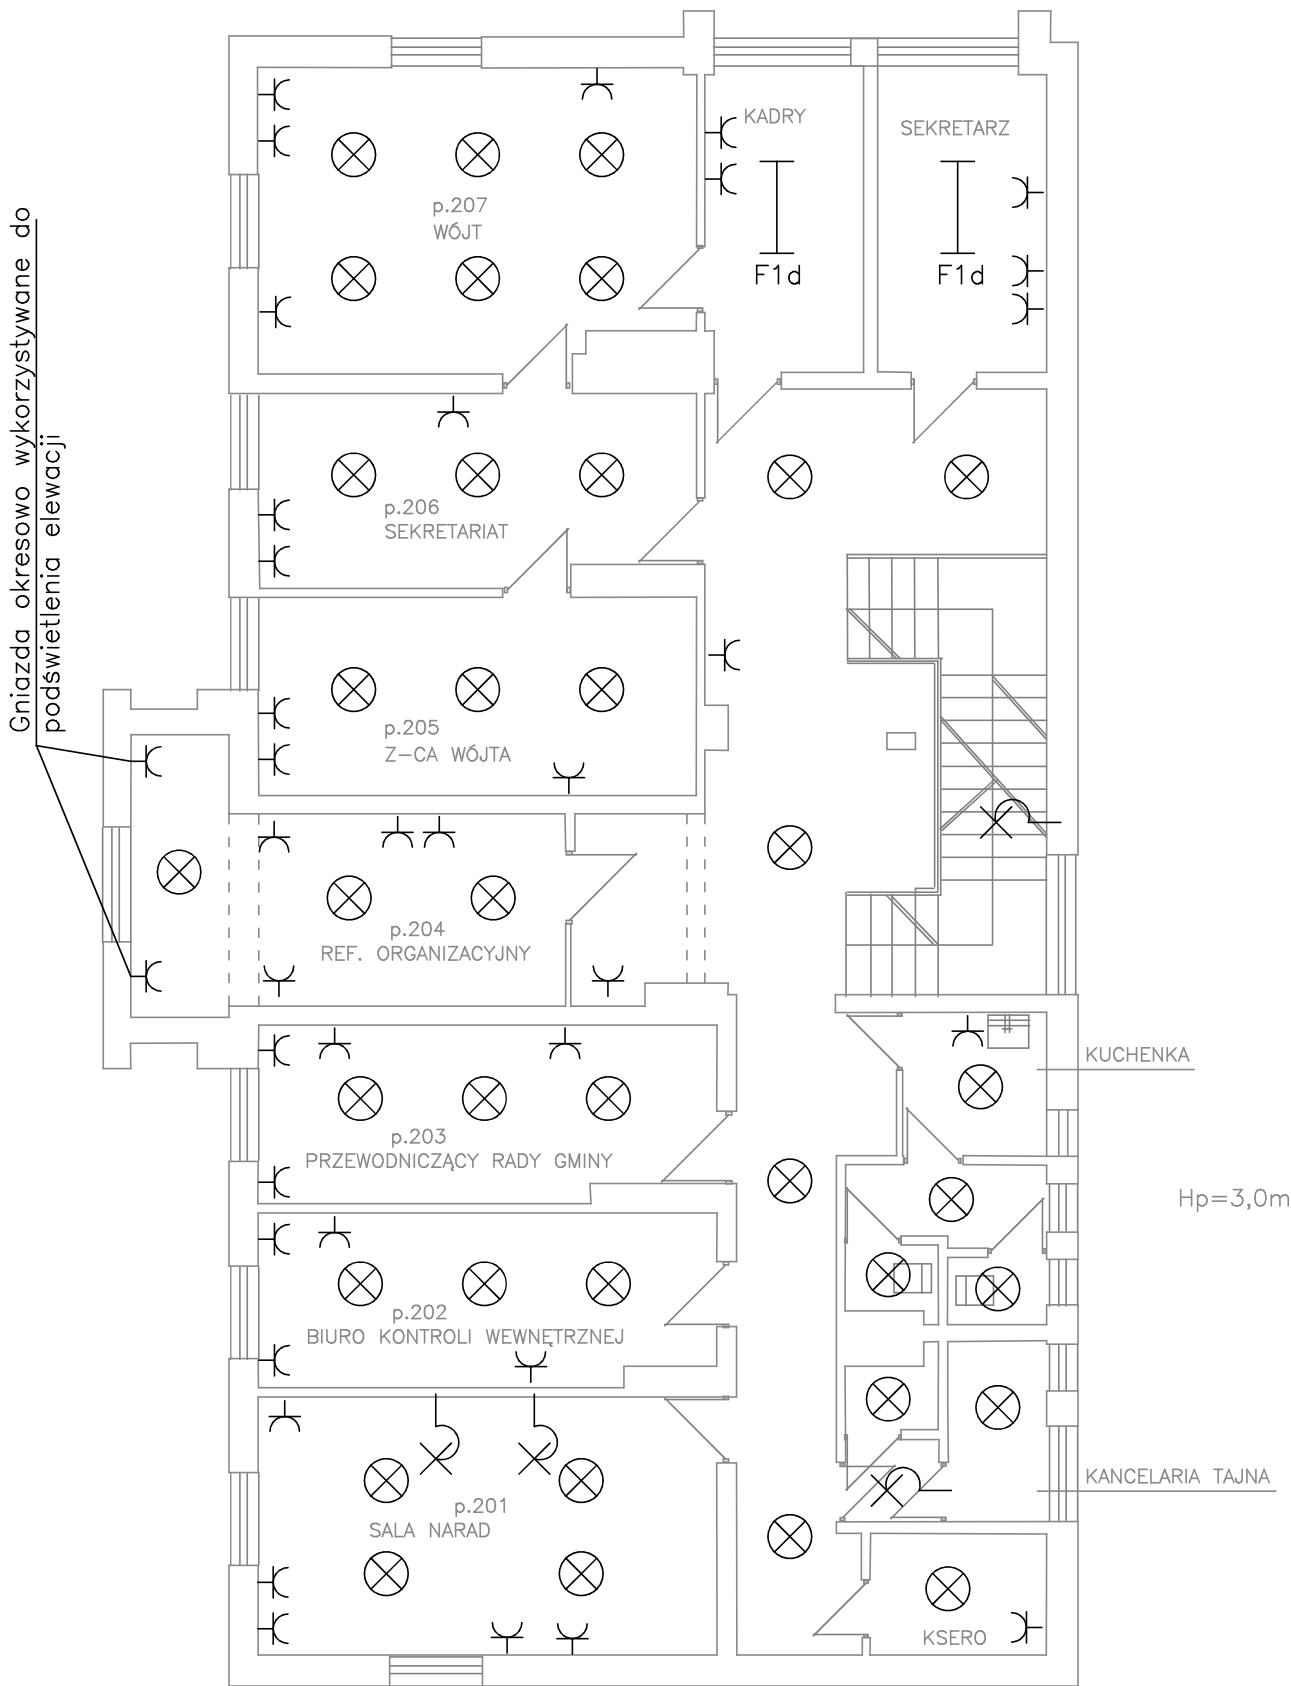 Gniazda okresowo wykorzystywane do
podświetlenia elewacji
KADRY
SEKRETARZ
p.207
WÓJT
F1d
F1d
p.206
SEKRETARIAT
p.205
Z-CA WÓJTA
p.204
REF. ORGANIZACYJNY
KUCHENKA
p.203
PRZEWODNICZĄCY RADY GMINY
Hp=3,0m
p.202
BIURO KONTROLI WEWNĘTRZNEJ
KANCELARIA TAJNA
p.201
SALA NARAD
KSERO